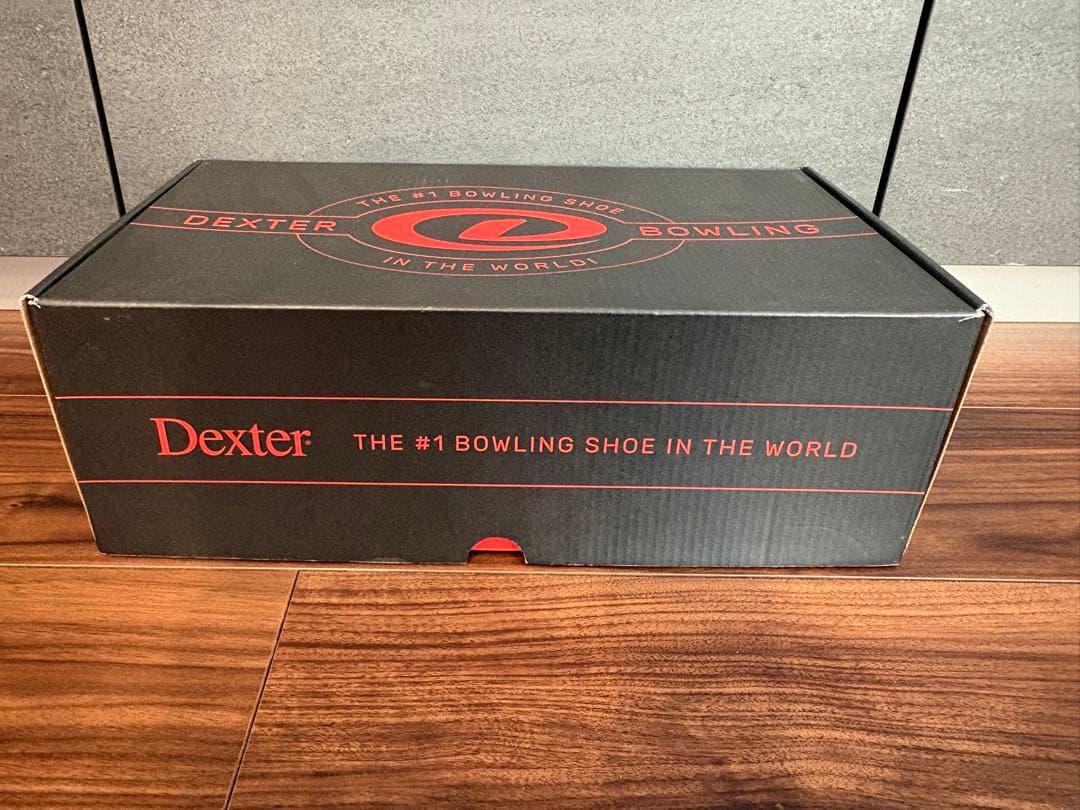 THE #1 BOWLING SHOE
DEXTER BOWLING
IN THE WORLD!
Dexter THE #1 BOWLING SHOE IN THE WORLD